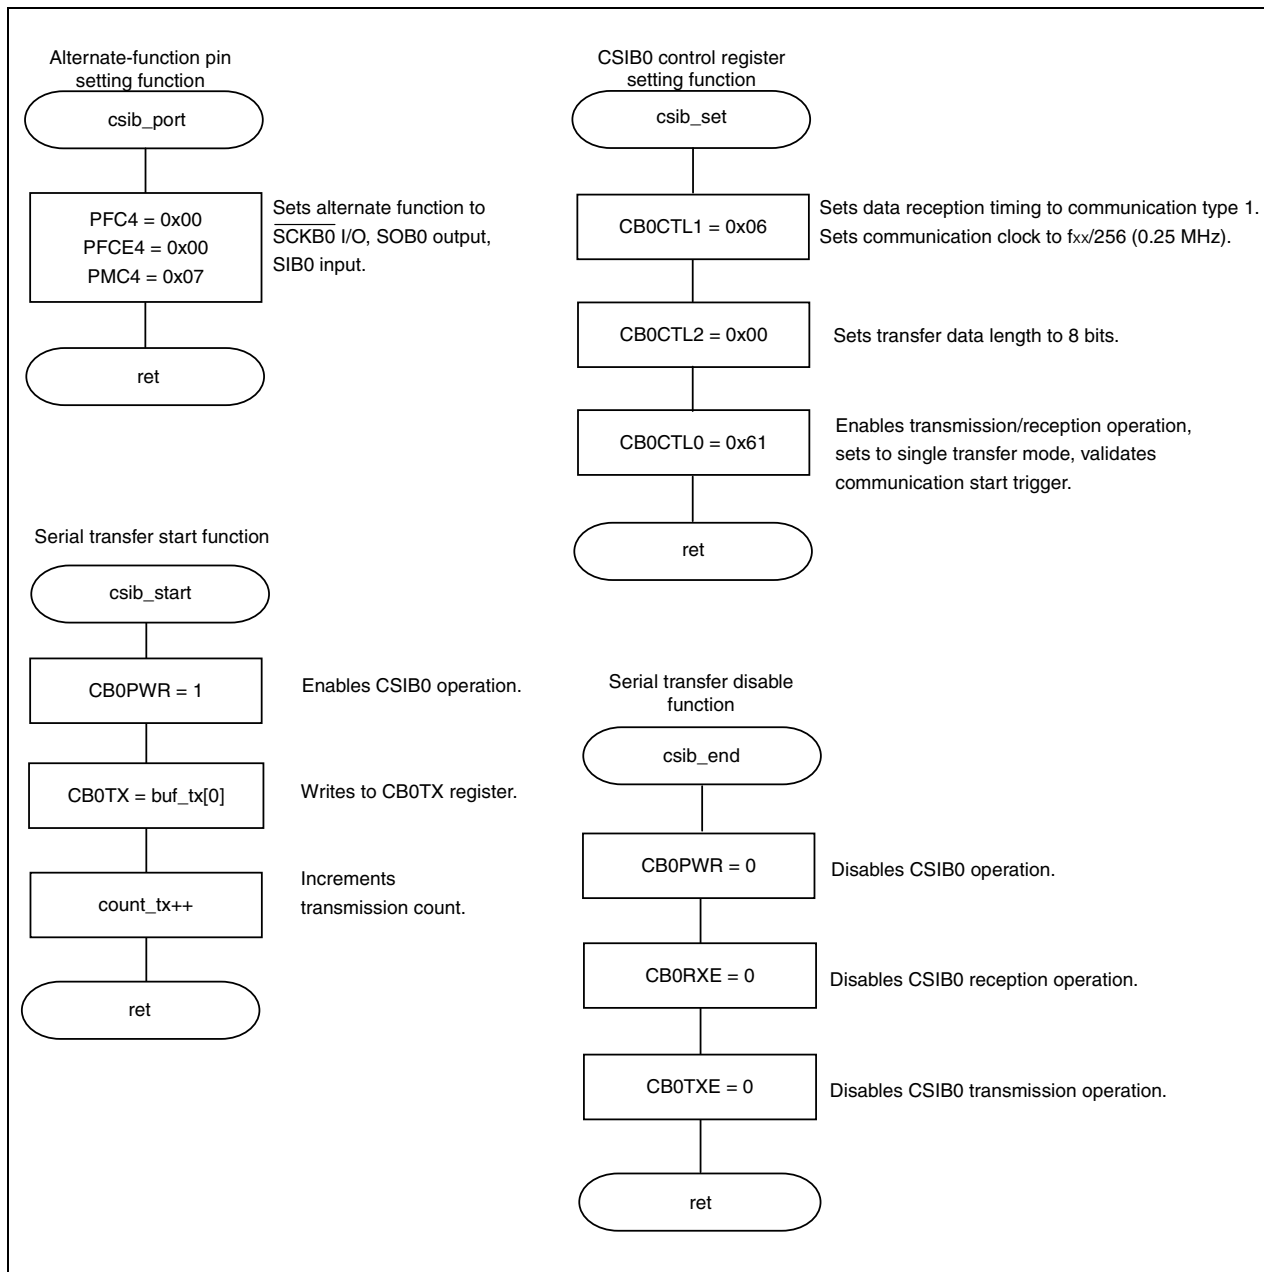 Alternate-function pin
setting function
csib_port
PFC4 = 0x00
PFCE4 = 0x00
PMC4 = 0x07
Sets alternate function to
SCKB0 I/O, SOB0 output,
SIB0 input.
ret
CSIB0 control register
setting function
csib_set
CB0CTL1 = 0x06
Sets data reception timing to communication type 1.
Sets communication clock to fxx/256 (0.25 MHz).
CB0CTL2 = 0x00
Sets transfer data length to 8 bits.
CB0CTL0 = 0x61
Enables transmission/reception operation,
sets to single transfer mode, validates
communication start trigger.
ret
Serial transfer start function
csib_start
CB0PWR = 1
Enables CSIB0 operation.
CB0TX = buf_tx[0]
Writes to CB0TX register.
count_tx++
Increments
transmission count.
ret
Serial transfer disable
function
csib_end
CB0PWR = 0
Disables CSIB0 operation.
CB0RXE = 0
Disables CSIB0 reception operation.
CB0TXE = 0
Disables CSIB0 transmission operation.
ret